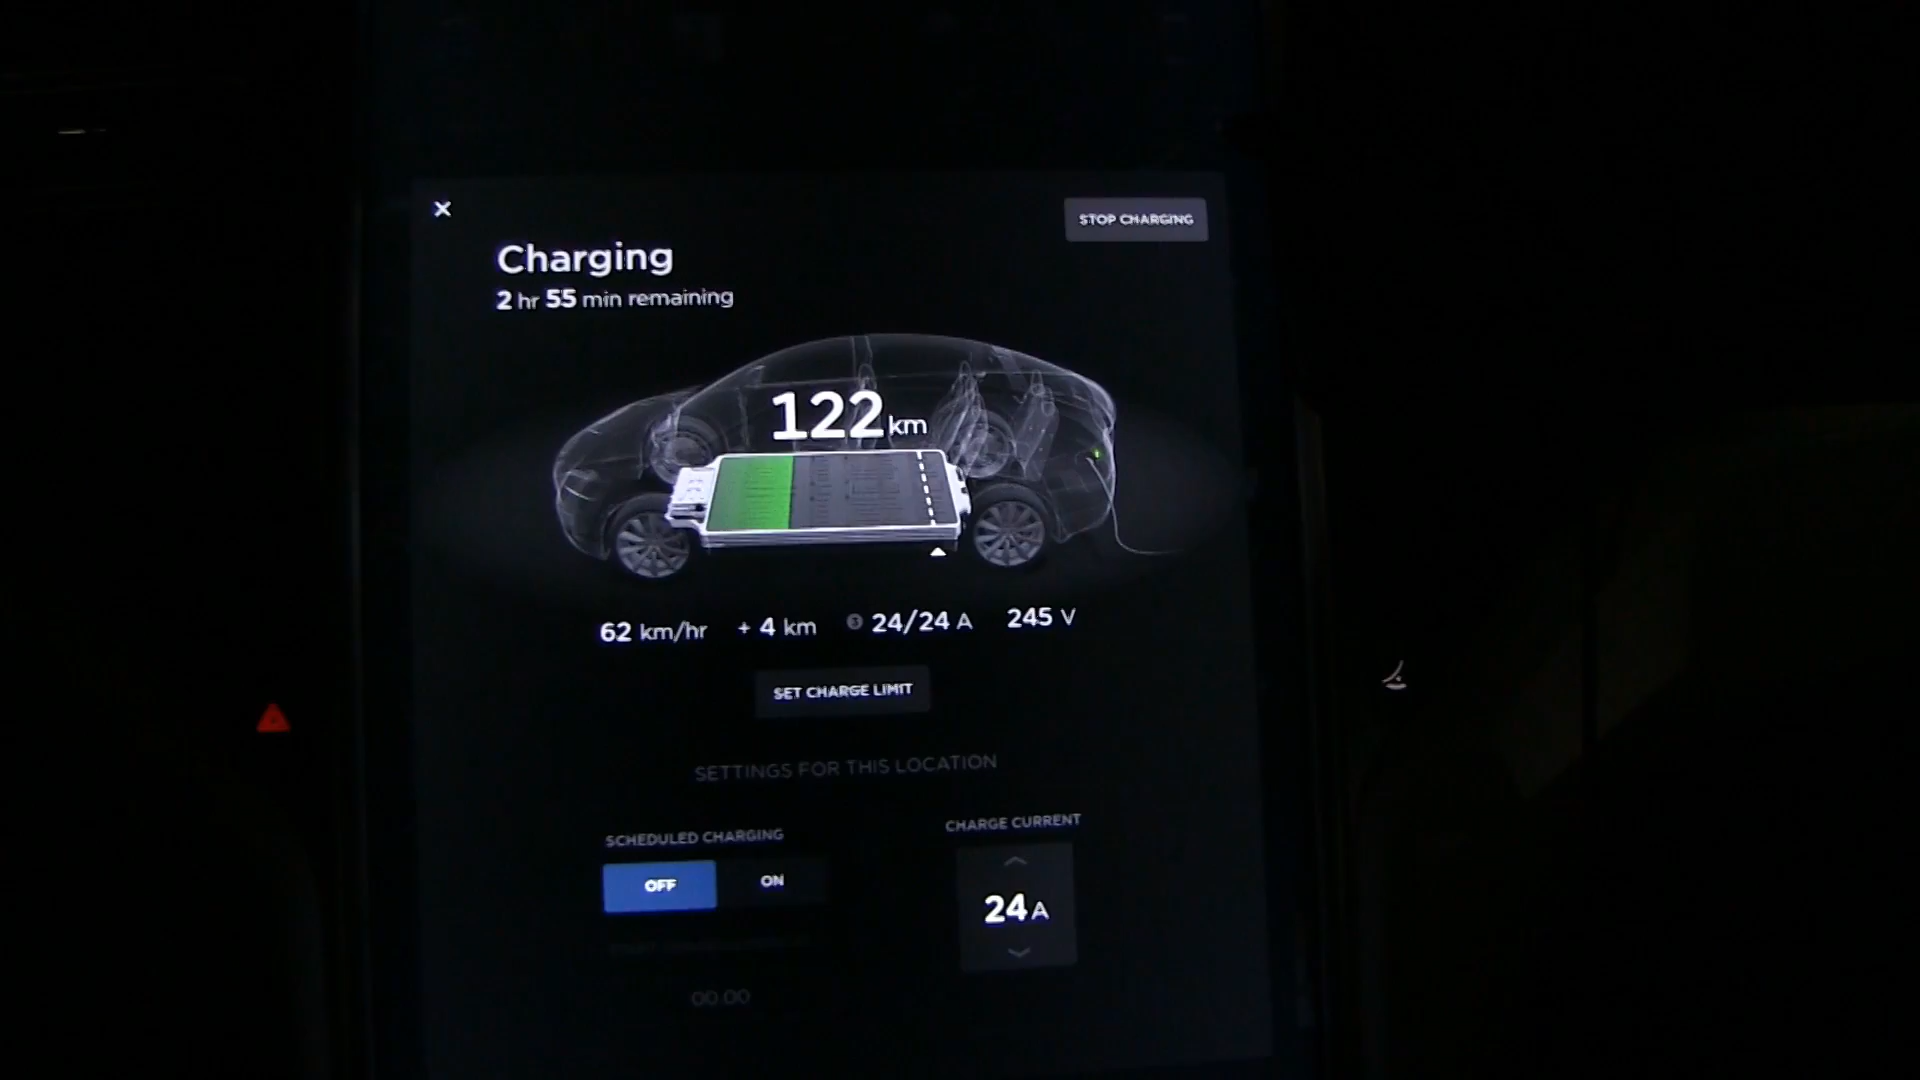 STOP CHARGING
Charging
2 hr 55 min remaining
122 km
62 km/hr + 4 km 3 24/24 A 245 V
SET CHARGE LIMIT
SETTINGS FOR THIS LOCATION
SCHEDULED CHARGING
CHARGE CURRENT
OFF ON
24 A
00.00